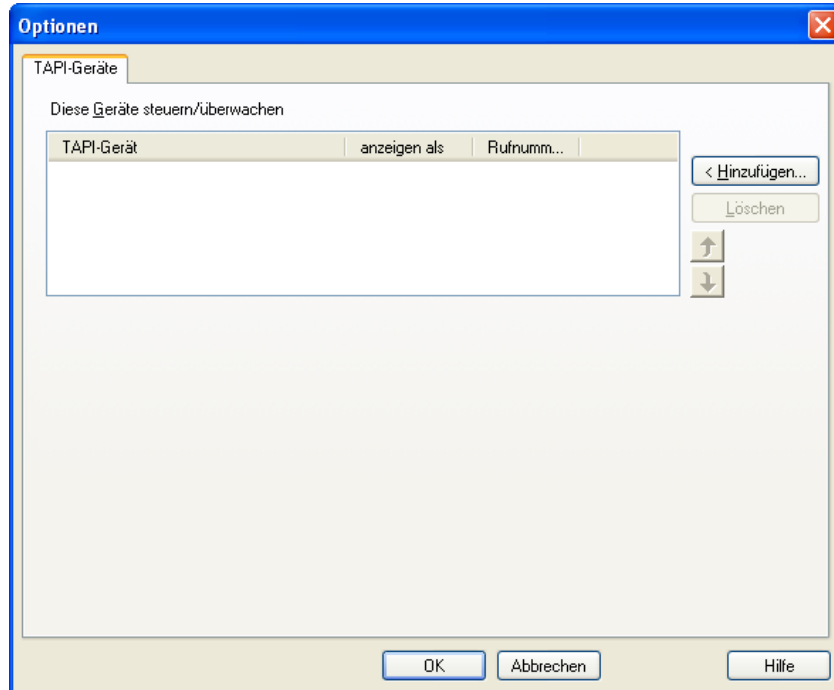 Optionen
TAPI-Geräte
Diese Geräte steuern/überwachen
TAPI-Gerät anzeigen als Rufnumm...
< Hinzufügen...
Löschen
OK Abbrechen Hilfe